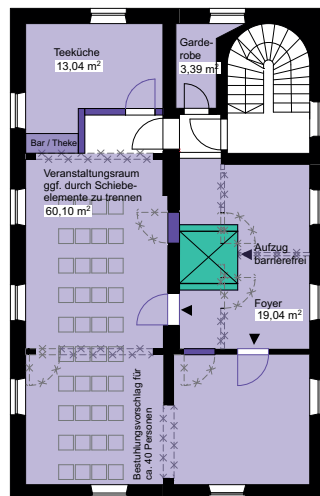 Teeküche
13,04 m²
Garde-
robe
3,39 m²
Bar / Theke
Veranstaltungsraum
ggf. durch Schiebe-
elemente zu trennen
60,10 m²
Aufzug
barrierefrei
Foyer
19,04 m²
Bestuhlungsvorschlag für
ca. 40 Personen